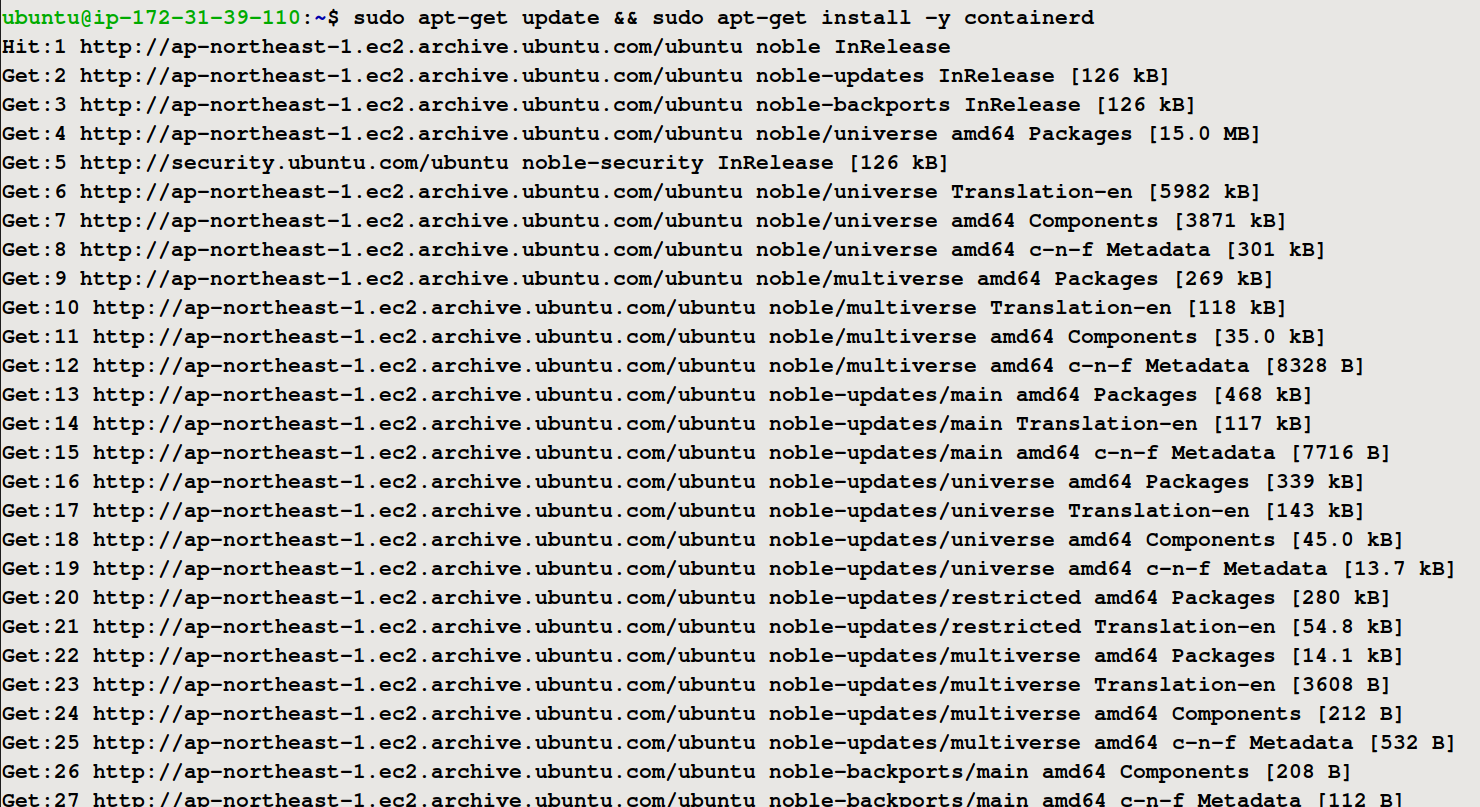 ubuntu@ip-172-31-39-110:~$ sudo apt-get update && sudo apt-get install -y containerd
Hit:1 http://ap-northeast-1.ec2.archive.ubuntu.com/ubuntu noble InRelease
Get:2 http://ap-northeast-1.ec2.archive.ubuntu.com/ubuntu noble-updates InRelease [126 kB]
Get:3 http://ap-northeast-1.ec2.archive.ubuntu.com/ubuntu noble-backports InRelease [126 kB]
Get:4 http://ap-northeast-1.ec2.archive.ubuntu.com/ubuntu noble/universe amd64 Packages [15.0 MB]
Get:5 http://security.ubuntu.com/ubuntu noble-security InRelease [126 kB]
Get:6 http://ap-northeast-1.ec2.archive.ubuntu.com/ubuntu noble/universe Translation-en [5982 kB]
Get:7 http://ap-northeast-1.ec2.archive.ubuntu.com/ubuntu noble/universe amd64 Components [3871 kB]
Get:8 http://ap-northeast-1.ec2.archive.ubuntu.com/ubuntu noble/universe amd64 c-n-f Metadata [301 kB]
Get:9 http://ap-northeast-1.ec2.archive.ubuntu.com/ubuntu noble/multiverse amd64 Packages [269 kB]
Get:10 http://ap-northeast-1.ec2.archive.ubuntu.com/ubuntu noble/multiverse Translation-en [118 kB]
Get:11 http://ap-northeast-1.ec2.archive.ubuntu.com/ubuntu noble/multiverse amd64 Components [35.0 kB]
Get:12 http://ap-northeast-1.ec2.archive.ubuntu.com/ubuntu noble/multiverse amd64 c-n-f Metadata [8328 B]
Get:13 http://ap-northeast-1.ec2.archive.ubuntu.com/ubuntu noble-updates/main amd64 Packages [468 kB]
Get:14 http://ap-northeast-1.ec2.archive.ubuntu.com/ubuntu noble-updates/main Translation-en [117 kB]
Get:15 http://ap-northeast-1.ec2.archive.ubuntu.com/ubuntu noble-updates/main amd64 c-n-f Metadata [7716 B]
Get:16 http://ap-northeast-1.ec2.archive.ubuntu.com/ubuntu noble-updates/universe amd64 Packages [339 kB]
Get:17 http://ap-northeast-1.ec2.archive.ubuntu.com/ubuntu noble-updates/universe Translation-en [143 kB]
Get:18 http://ap-northeast-1.ec2.archive.ubuntu.com/ubuntu noble-updates/universe amd64 Components [45.0 kB]
Get:19 http://ap-northeast-1.ec2.archive.ubuntu.com/ubuntu noble-updates/universe amd64 c-n-f Metadata [13.7 kB]
Get:20 http://ap-northeast-1.ec2.archive.ubuntu.com/ubuntu noble-updates/restricted amd64 Packages [280 kB]
Get:21 http://ap-northeast-1.ec2.archive.ubuntu.com/ubuntu noble-updates/restricted Translation-en [54.8 kB]
Get:22 http://ap-northeast-1.ec2.archive.ubuntu.com/ubuntu noble-updates/multiverse amd64 Packages [14.1 kB]
Get:23 http://ap-northeast-1.ec2.archive.ubuntu.com/ubuntu noble-updates/multiverse Translation-en [3608 B]
Get:24 http://ap-northeast-1.ec2.archive.ubuntu.com/ubuntu noble-updates/multiverse amd64 Components [212 B]
Get:25 http://ap-northeast-1.ec2.archive.ubuntu.com/ubuntu noble-updates/multiverse amd64 c-n-f Metadata [532 B]
Get:26 http://ap-northeast-1.ec2.archive.ubuntu.com/ubuntu noble-backports/main amd64 Components [208 B]
Get:27 http://ap-northeast-1.ec2.archive.ubuntu.com/ubuntu noble-backports/main amd64 c-n-f Metadata [112 B]